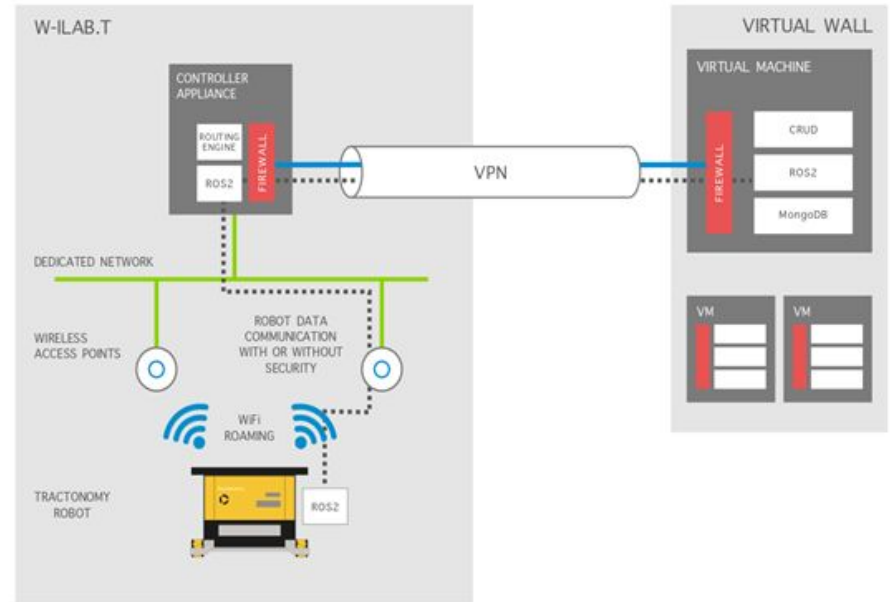 W-ILAB.T
CONTROLLER
APPLIANCE
ROUTING
ENGINE
ROS2
FIREWALL
VPN
VIRTUAL WALL
VIRTUAL MACHINE
FIREWALL
CRUD
ROS2
MongoDB
VM
VM
DEDICATED NETWORK
WIRELESS
ACCESS POINTS
ROBOT DATA
COMMUNICATION
WITH OR WITHOUT
SECURITY
WiFi
ROAMING
TRACTONOMY
ROBOT
ROS2